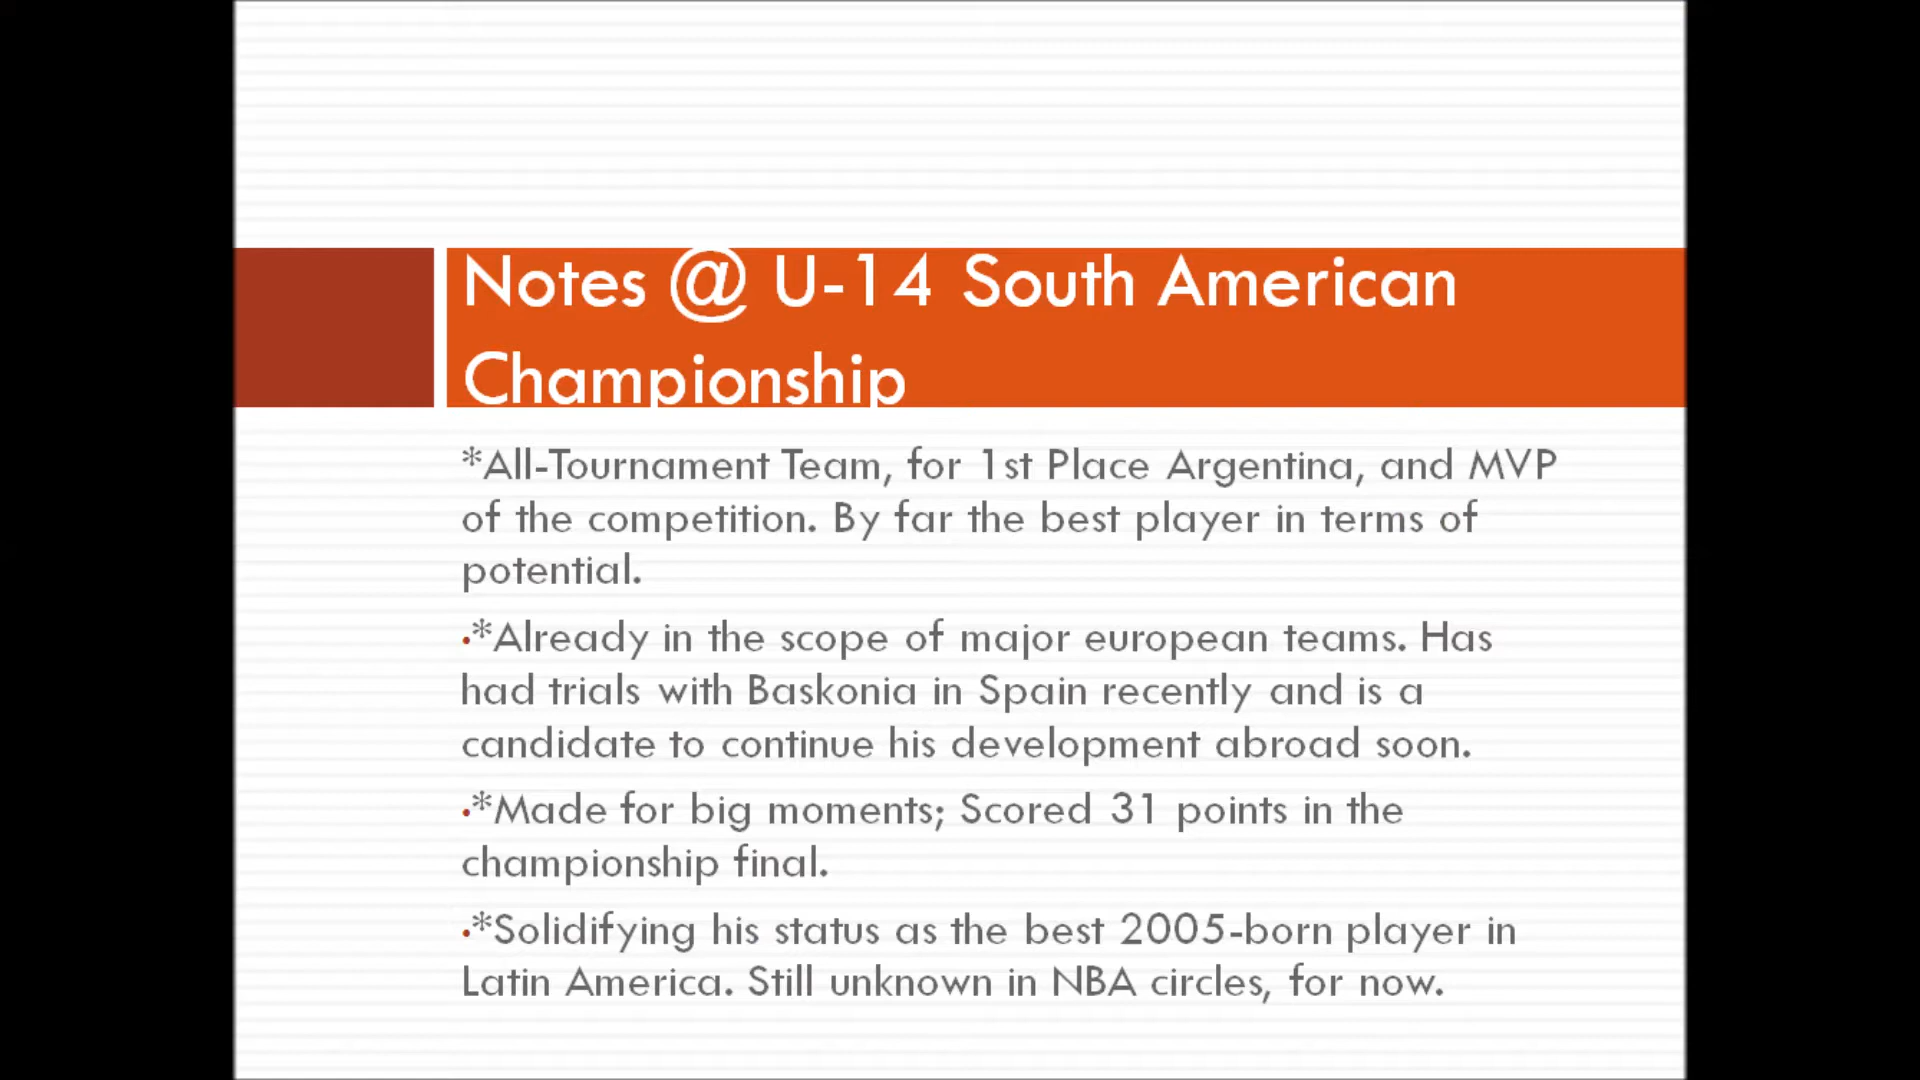 Notes @ U-14 South American
Championship
*All-Tournament Team, for 1st Place Argentina, and MVP
of the competition. By far the best player in terms of
potential.
•*Already in the scope of major european teams. Has
had trials with Baskonia in Spain recently and is a
candidate to continue his development abroad soon.
•*Made for big moments; Scored 31 points in the
championship final.
•*Solidifying his status as the best 2005-born player in
Latin America. Still unknown in NBA circles, for now.